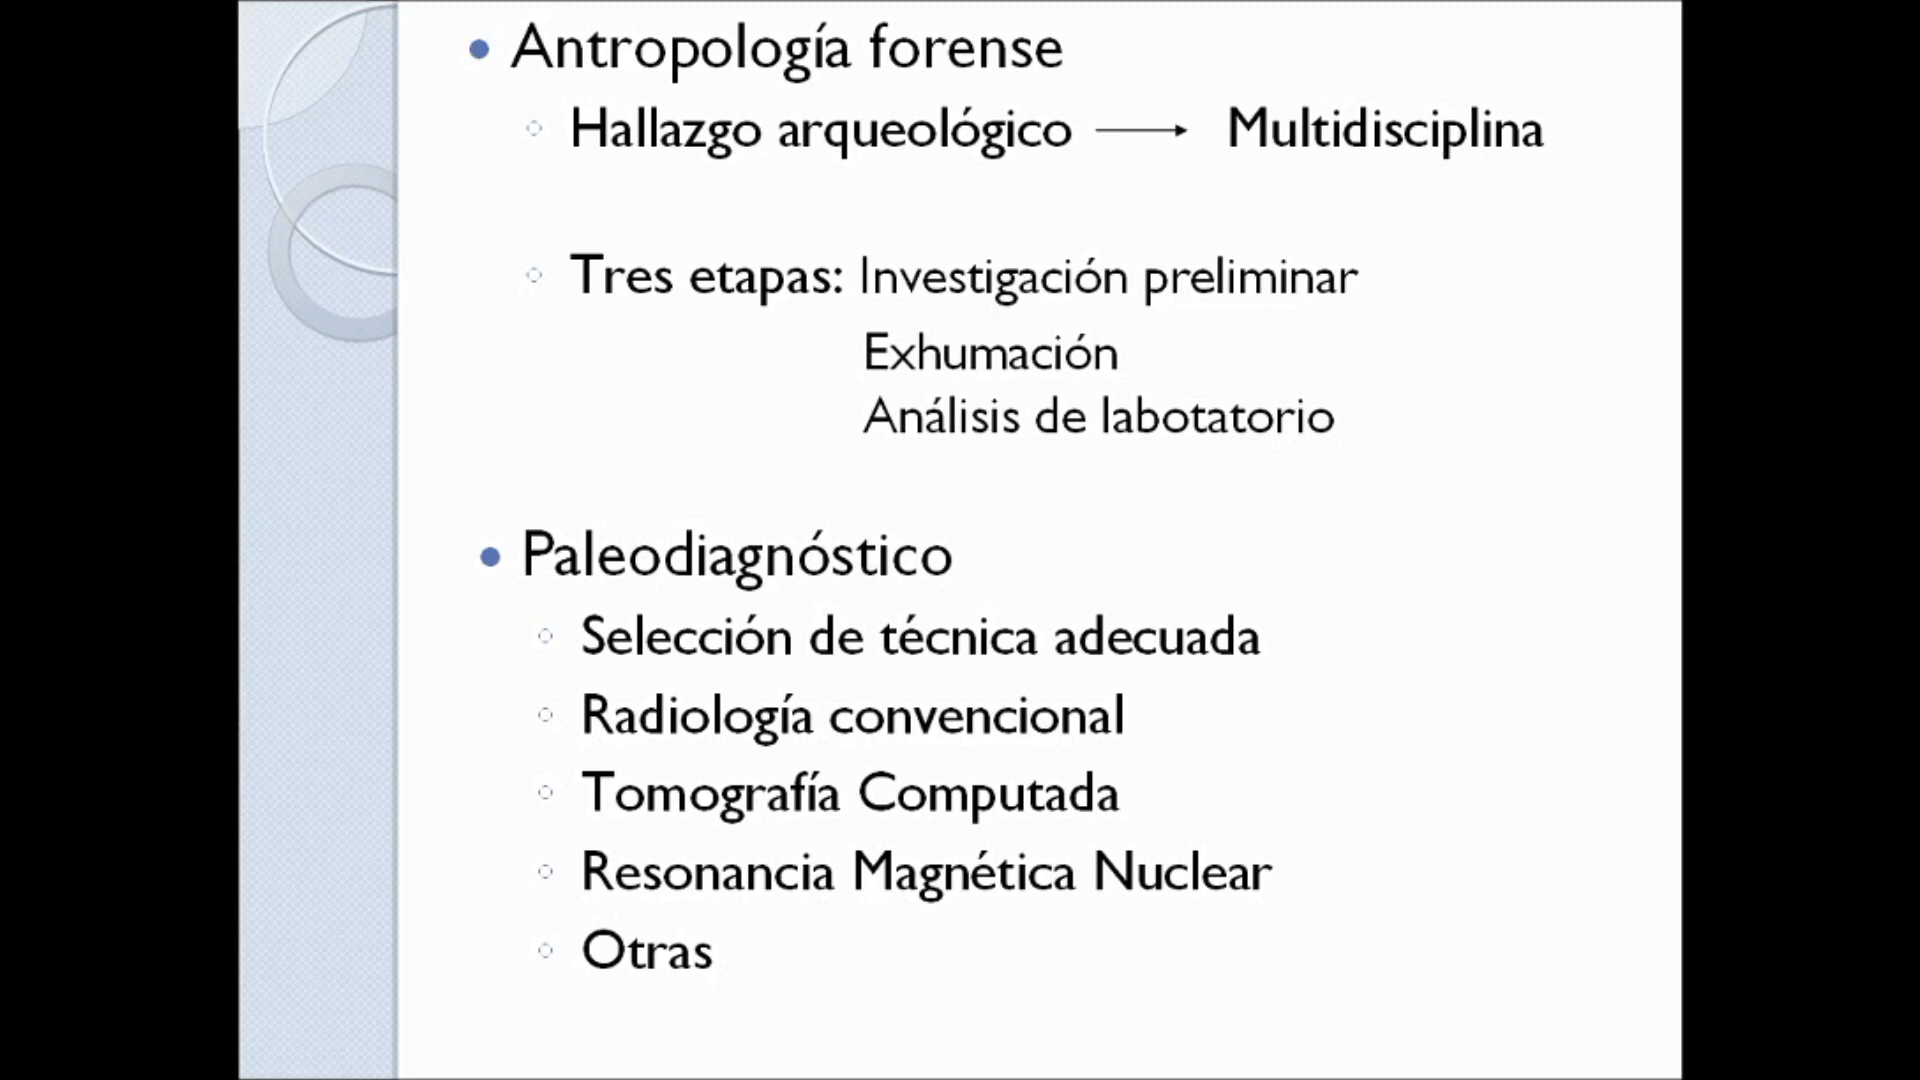 Antropología forense
Hallazgo arqueológico → Multidisciplina
Tres etapas: Investigación preliminar
Exhumación
Análisis de labotatorio
Paleodiagnóstico
Selección de técnica adecuada
Radiología convencional
Tomografía Computada
Resonancia Magnética Nuclear
Otras